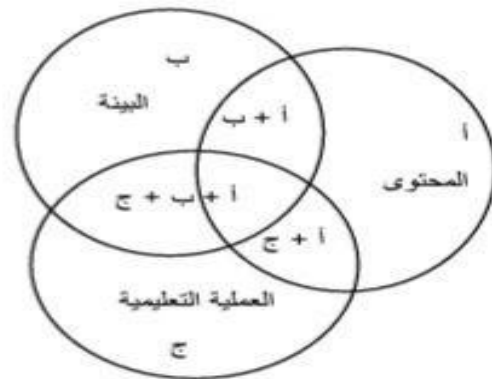 ب
البيئة
أ + ب
أ
المحتوى
أ + ب + ج
أ + ج
العملية التعليمية
ج